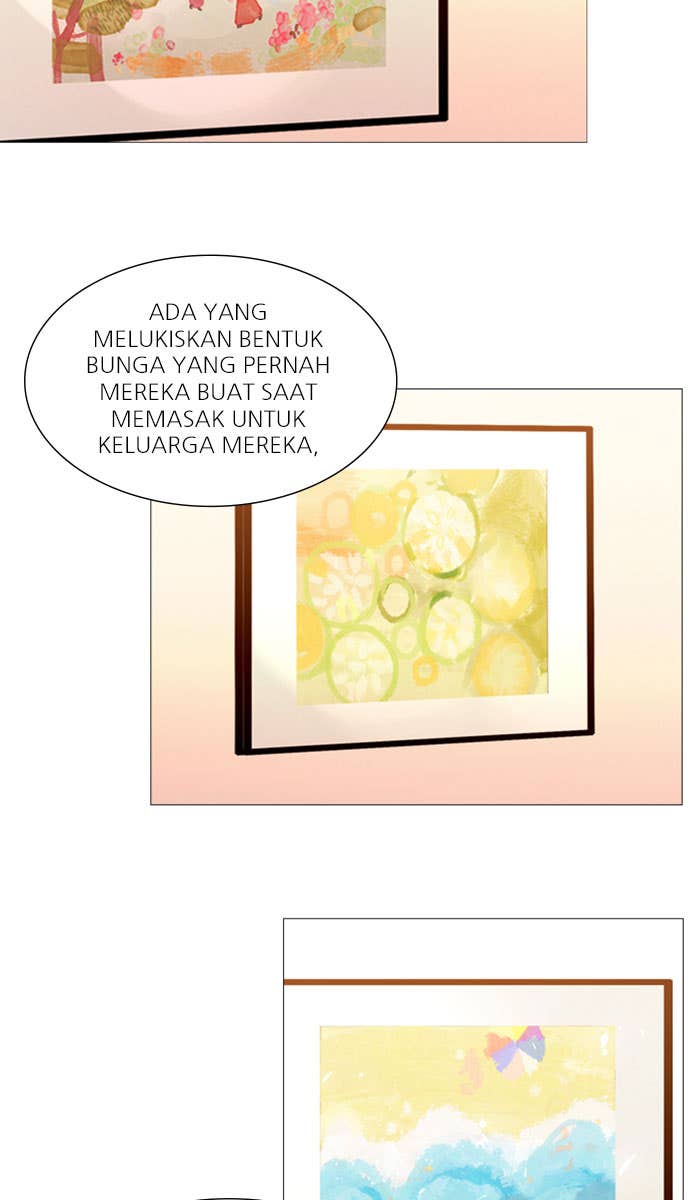 ADA YANG
MELUKISKAN BENTUK
BUNGA YANG PERNAH
MEREKA BUAT SAAT
MEMASAK UNTUK
KELUARGA MEREKA,